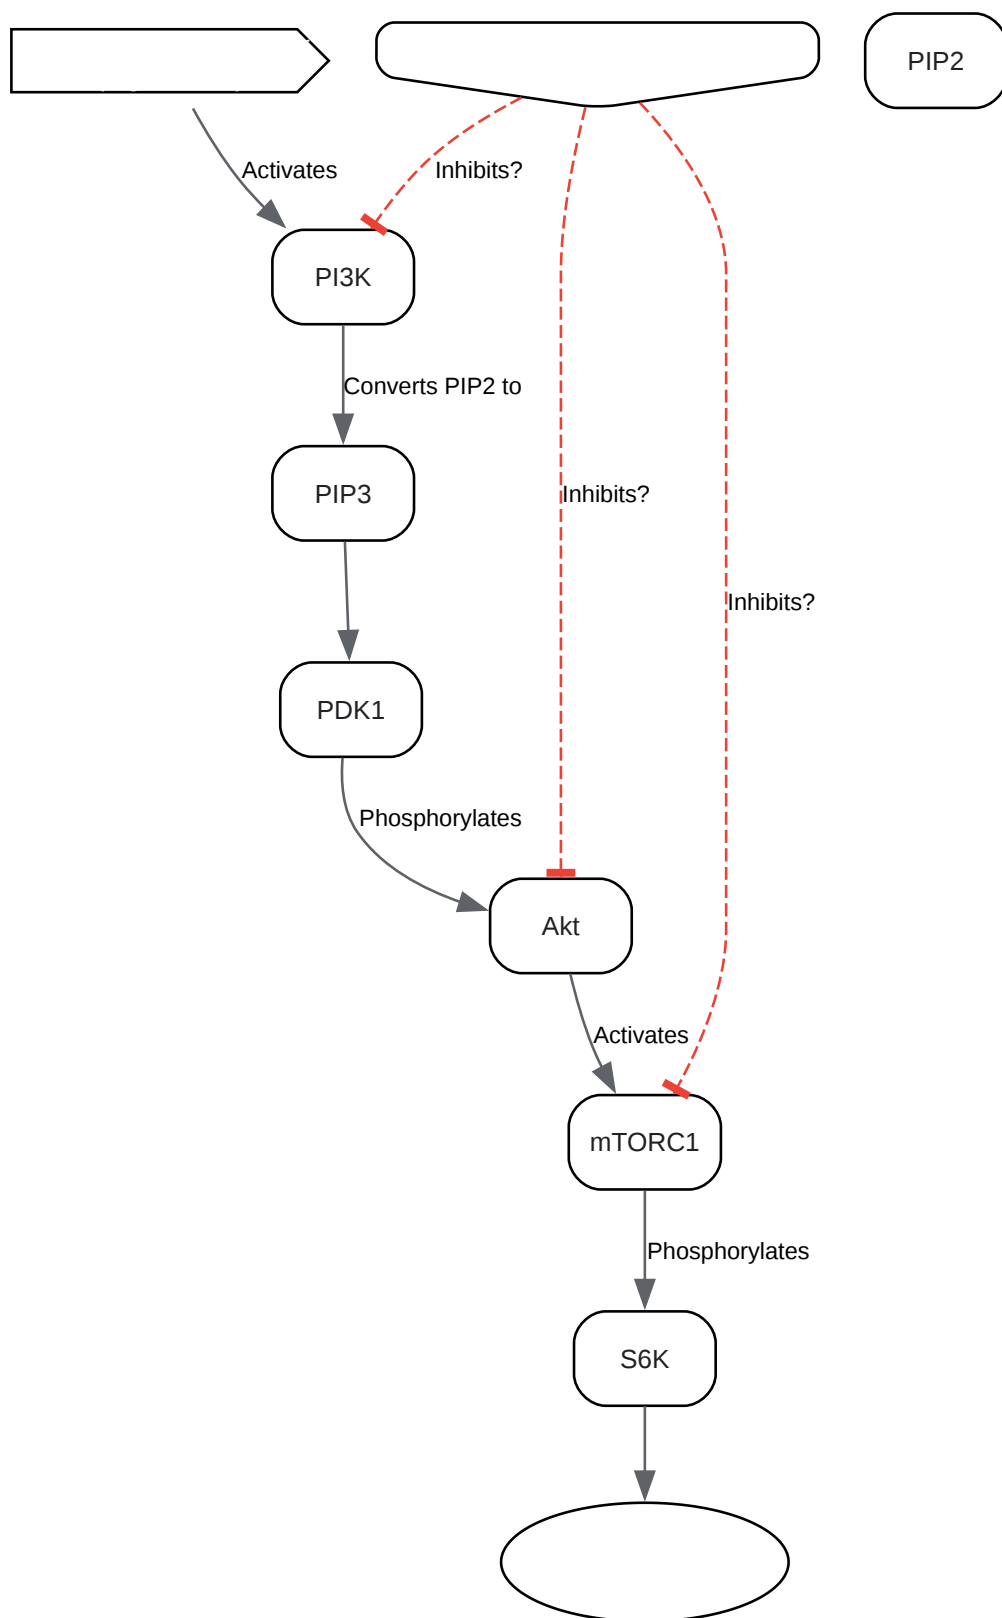 PIP2
Activates
Inhibits?
PI3K
Converts PIP2 to
PIP3
Inhibits?
Inhibits?
PDK1
Phosphorylates
Akt
Activates
mTORC1
Phosphorylates
S6K